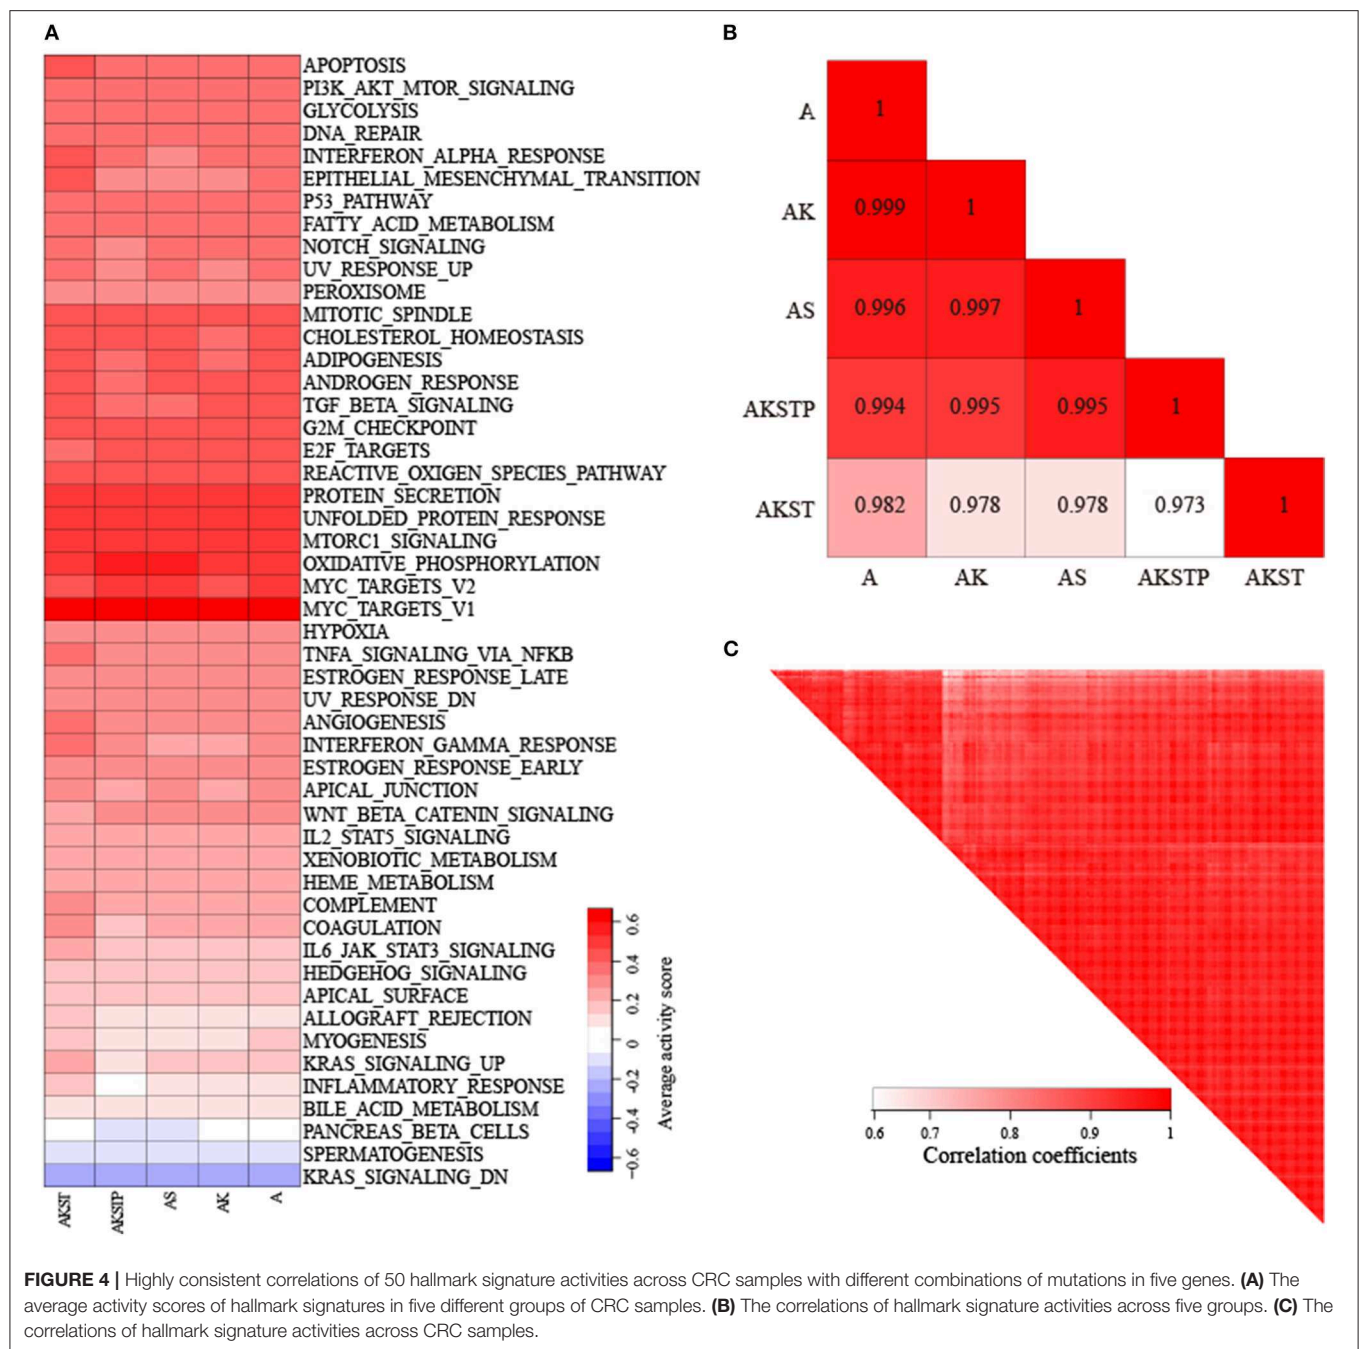 A
APOPTOSIS
PI3K_AKT_MTOR_SIGNALING
GLYCOLYSIS
DNA_REPAIR
INTERFERON_ALPHA_RESPONSE
EPITHELIAL_MESENCHYMAL_TRANSITION
P53_PATHWAY
FATTY_ACID_METABOLISM
NOTCH_SIGNALING
UV_RESPONSE_UP
PEROXISOME
MITOTIC_SPINDLE
CHOLESTEROL_HOMEOSTASIS
ADIPOGENESIS
ANDROGEN_RESPONSE
TGF_BETA_SIGNALING
G2M_CHECKPOINT
E2F_TARGETS
REACTIVE_OXIGEN_SPECIES_PATHWAY
PROTEIN_SECRETION
UNFOLDED_PROTEIN_RESPONSE
MTORC1_SIGNALING
OXIDATIVE_PHOSPHORYLATION
MYC_TARGETS_V2
MYC_TARGETS_V1
HYPOXIA
TNFA_SIGNALING_VIA_NFKB
ESTROGEN_RESPONSE_LATE
UV_RESPONSE_DN
ANGIOGENESIS
INTERFERON_GAMMA_RESPONSE
ESTROGEN_RESPONSE_EARLY
APICAL_JUNCTION
WNT_BETA_CATENIN_SIGNALING
IL2_STAT5_SIGNALING
XENOBIOTIC_METABOLISM
HEME_METABOLISM
COMPLEMENT
COAGULATION
IL6_JAK_STAT3_SIGNALING
HEDGEHOG_SIGNALING
APICAL_SURFACE
ALLOGRAFT_REJECTION
MYOGENESIS
KRAS_SIGNALING_UP
INFLAMMATORY_RESPONSE
BILE_ACID_METABOLISM
PANCREAS_BETA_CELLS
SPERMATOGENESIS
KRAS_SIGNALING_DN
AKST AKSTP AS AK A
0.6
0.4
0.2
0
-0.2
-0.4
-0.6
Average activity score
B
A 1
AK 0.999 1
AS 0.996 0.997 1
AKSTP 0.994 0.995 0.995 1
AKST 0.982 0.978 0.978 0.973 1
A AK AS AKSTP AKST
C
0.6 0.7 0.8 0.9 1
Correlation coefficients
FIGURE 4 | Highly consistent correlations of 50 hallmark signature activities across CRC samples with different combinations of mutations in five genes. (A) The
average activity scores of hallmark signatures in five different groups of CRC samples. (B) The correlations of hallmark signature activities across five groups. (C) The
correlations of hallmark signature activities across CRC samples.